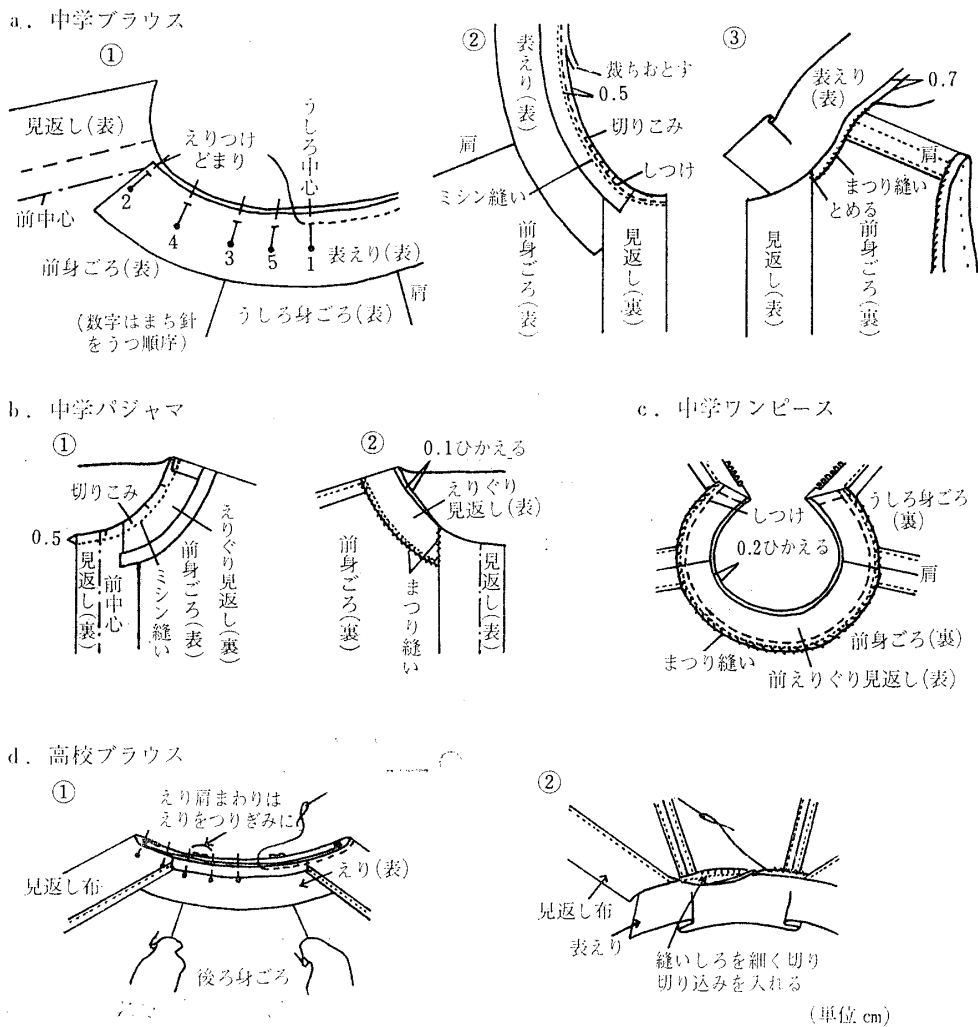 a. 中学ブラウス
①
見返し(表)
えりつけ
どまり
うしろ中心
前中心
2
4
3
5
1
表えり(表)
前身ごろ(表)
肩
うしろ身ごろ(表)
(数字はまち針
をうつ順序)
②
表えり(表)
裁ちおとす
0.5
切りこみ
肩
しつけ
ミシン縫い
前身ごろ(表)
見返し(裏)
③
表えり
(表)
0.7
肩
まつり縫い
とめる
見返し(表)
前身ごろ(裏)
b. 中学パジャマ
①
切りこみ
0.5
見返し(裏)
前中心
ミシン縫い
前身ごろ(表)
えりぐり見返し(裏)
②
0.1ひかえる
えりぐり
見返し(表)
前身ごろ(裏)
まつり縫い
見返し(表)
c. 中学ワンピース
しつけ
うしろ身ごろ
(裏)
0.2ひかえる
肩
前身ごろ(裏)
まつり縫い
前えりぐり見返し(表)
d. 高校ブラウス
①
えり肩まわりは
えりをつりぎみに
えり(表)
見返し布
後ろ身ごろ
②
見返し布
表えり
縫いしろを細く切り
切り込みを入れる
(単位 cm)